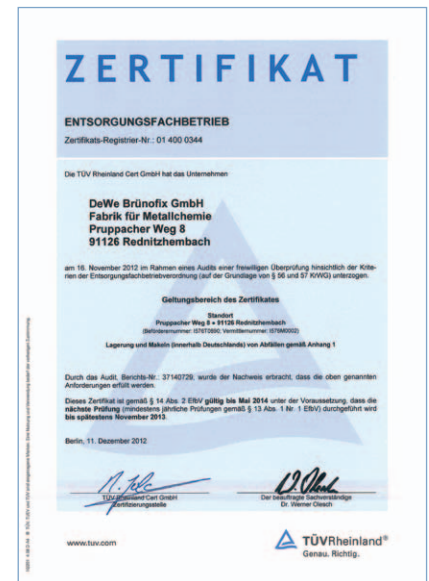 ZERTIFIKAT
ENTSORGUNGSFACHBETRIEB
Zertifikats-Registrier-Nr.: 01 400 0344
Die TÜV Rheinland Cert GmbH hat das Unternehmen
DeWe Brünofix GmbH
Fabrik für Metallchemie
Pruppacher Weg 8
91126 Rednitzhembach
am 16. November 2012 im Rahmen eines Audits einer freiwilligen Überprüfung hinsichtlich der Krite-
rien der Entsorgungsfachbetriebverordnung (auf der Grundlage von § 56 und 57 KrWG) unterzogen.
Geltungsbereich des Zertifikates
Standort
Pruppacher Weg 8 • 91126 Rednitzhembach
Lagerung und Makeln (innerhalb Deutschlands) von Abfällen gemäß Anhang 1
Durch das Audit, Berichts-Nr.: 37140729, wurde der Nachweis erbracht, dass die oben genannten
Anforderungen erfüllt werden.
Dieses Zertifikat ist gemäß § 14 Abs. 2 EfbV gültig bis Mai 2014 unter der Voraussetzung, dass die
nächste Prüfung (mindestens jährliche Prüfungen gemäß § 13 Abs. 1 Nr. 1 EfbV) durchgeführt wird
bis spätestens November 2013.
Berlin, 11. Dezember 2012
TÜV Rheinland Cert GmbH
Zertifizierungsstelle
Der beauftragte Sachverständige
Dr. Werner Olesch
www.tuv.com
TÜVRheinland®
Genau. Richtig.